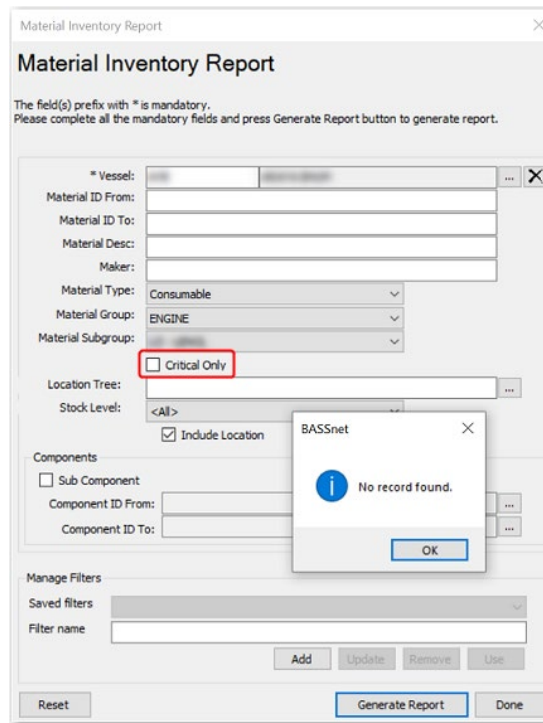 Material Inventory Report
Material Inventory Report
The field(s) prefix with * is mandatory.
Please complete all the mandatory fields and press Generate Report button to generate report.
* Vessel: ...
Material ID From:
Material ID To:
Material Desc:
Maker:
Material Type: Consumable
Material Group: ENGINE
Material Subgroup:
Critical Only
Location Tree: ...
Stock Level: <All>
Include Location
BASSnet
No record found.
OK
Components
Sub Component
Component ID From: ...
Component ID To: ...
Manage Filters
Saved filters
Filter name
Add Update Remove Use
Reset Generate Report Done